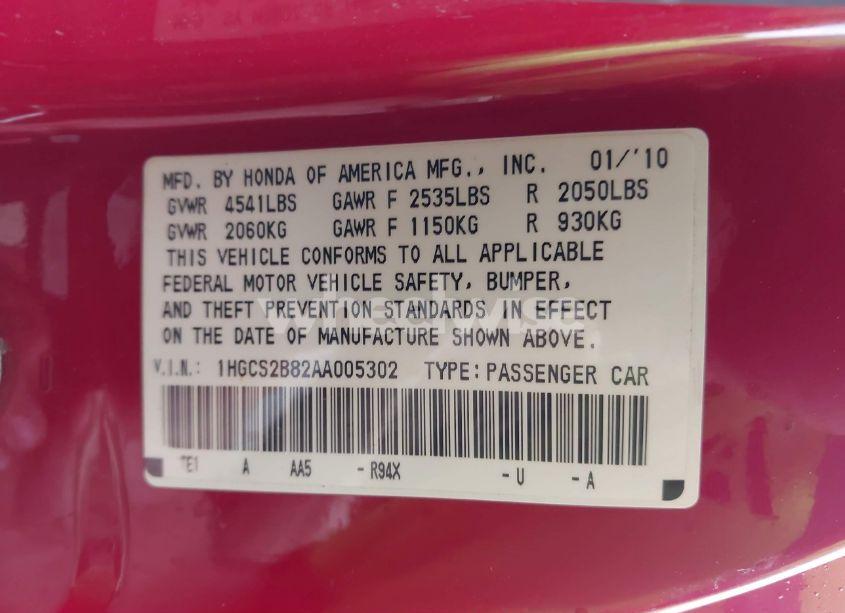 MFD. BY HONDA OF AMERICA MFG., INC. 01/'10
GVWR 4541LBS GAWR F 2535LBS R 2050LBS
GVWR 2060KG GAWR F 1150KG R 930KG
THIS VEHICLE CONFORMS TO ALL APPLICABLE
FEDERAL MOTOR VEHICLE SAFETY, BUMPER,
AND THEFT PREVENTION STANDARDS IN EFFECT
ON THE DATE OF MANUFACTURE SHOWN ABOVE.
V.I.N.: 1HGCS2B82AA005302 TYPE: PASSENGER CAR
TE1 A AA5 - R94X - U - A